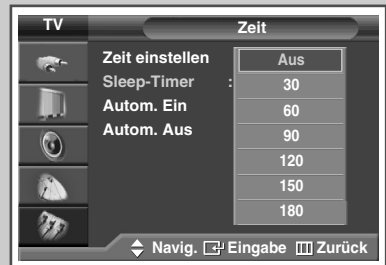 TV
Zeit
Zeit einstellen
Sleep-Timer :
Autom. Ein
Autom. Aus
Aus
30
60
90
120
150
180
Navig. Eingabe Zurück